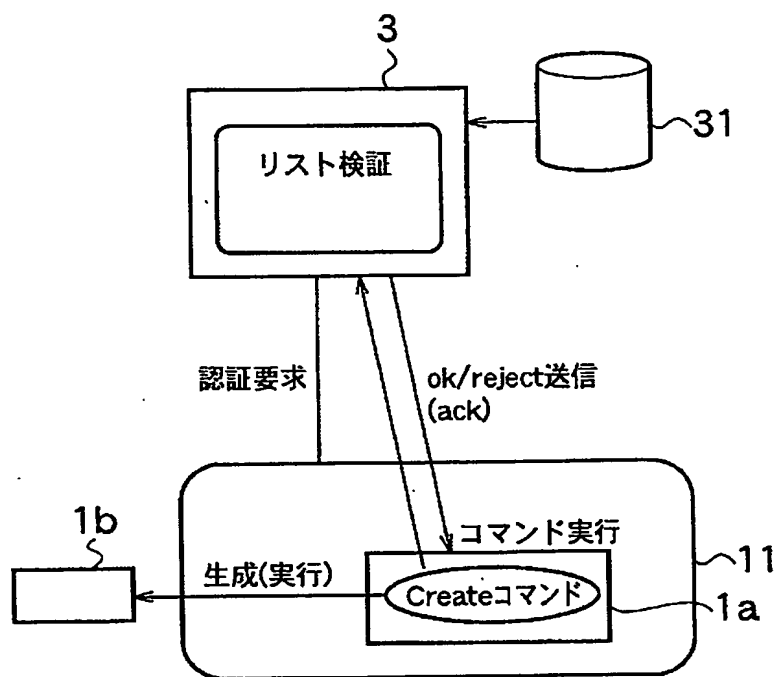 3
31
リスト検証
認証要求
ok/reject送信
(ack)
1b
コマンド実行
11
生成(実行)
Createコマンド
1a